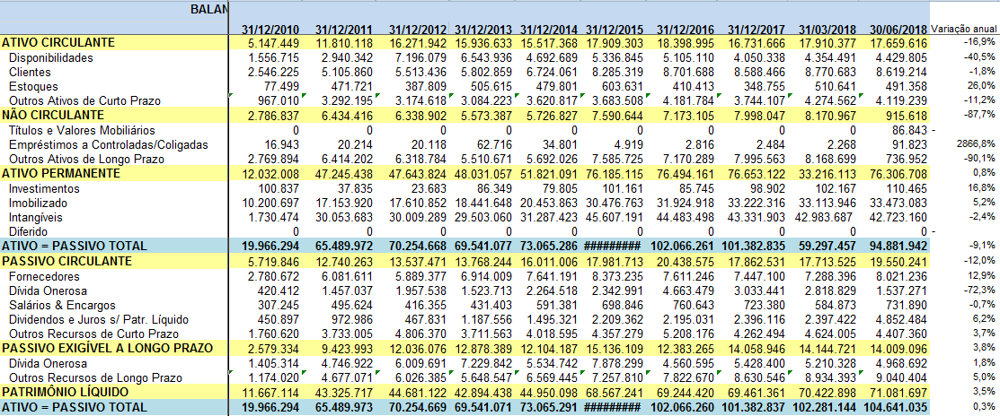 BALAN
31/12/2010 31/12/2011 31/12/2012 31/12/2013 31/12/2014 31/12/2015 31/12/2016 31/12/2017 31/03/2018 30/06/2018 Variação anual
ATIVO CIRCULANTE 5.147.449 11.810.118 16.271.942 15.936.633 15.517.368 17.909.303 18.398.995 16.731.666 17.910.377 17.659.616 -16,9%
Disponibilidades 1.556.715 2.940.342 7.196.079 6.543.936 4.692.689 5.336.845 5.105.110 4.050.338 4.354.491 4.429.805 -40,5%
Clientes 2.546.225 5.105.860 5.513.436 5.802.859 6.724.061 8.285.319 8.701.688 8.588.466 8.770.683 8.619.214 -1,8%
Estoques 77.499 471.721 387.809 505.615 479.801 603.631 410.413 348.755 510.641 491.358 26,0%
Outros Ativos de Curto Prazo 967.010 3.292.195 3.174.618 3.084.223 3.620.817 3.683.508 4.181.784 3.744.107 4.274.562 4.119.239 -11,2%
NÃO CIRCULANTE 2.786.837 6.434.416 6.338.902 5.573.387 5.726.827 7.590.644 7.173.105 7.998.047 8.170.967 915.618 -87,7%
Títulos e Valores Mobiliários 0 0 0 0 0 0 0 0 0 86.843 -
Empréstimos a Controladas/Coligadas 16.943 20.214 20.118 62.716 34.801 4.919 2.816 2.484 2.268 91.823 2866,8%
Outros Ativos de Longo Prazo 2.769.894 6.414.202 6.318.784 5.510.671 5.692.026 7.585.725 7.170.289 7.995.563 8.168.699 736.952 -90,1%
ATIVO PERMANENTE 12.032.008 47.245.438 47.643.824 48.031.057 51.821.091 76.185.115 76.494.161 76.653.122 33.216.113 76.306.708 0,8%
Investimentos 100.837 37.835 23.683 86.349 79.805 101.161 85.745 98.902 102.167 110.465 16,8%
Imobilizado 10.200.697 17.153.920 17.610.852 18.441.648 20.453.863 30.476.763 31.924.918 33.222.316 33.113.946 33.473.083 5,2%
Intangíveis 1.730.474 30.053.683 30.009.289 29.503.060 31.287.423 45.607.191 44.483.498 43.331.903 42.983.687 42.723.160 -2,4%
Diferido 0 0 0 0 0 0 0 0 0 0 -
ATIVO = PASSIVO TOTAL 19.966.294 65.489.972 70.254.668 69.541.077 73.065.286 ######### 102.066.261 101.382.835 59.297.457 94.881.942 -9,1%
PASSIVO CIRCULANTE 5.719.846 12.740.263 13.537.471 13.768.244 16.011.006 17.981.713 20.438.575 17.862.531 17.713.525 19.550.241 -12,0%
Fornecedores 2.780.672 6.081.611 5.889.377 6.914.009 7.641.191 8.373.235 7.611.246 7.447.100 7.288.396 8.021.236 12,9%
Dívida Onerosa 420.412 1.457.037 1.957.538 1.523.713 2.264.518 2.342.991 4.663.479 3.033.441 2.818.829 1.537.271 -72,3%
Salários & Encargos 307.245 495.624 416.355 431.403 591.381 698.846 760.643 723.380 584.873 731.890 -0,7%
Dividendos e Juros s/ Patr. Líquido 450.897 972.986 467.831 1.187.556 1.495.321 2.209.362 2.195.031 2.396.116 2.397.422 4.852.484 6,2%
Outros Recursos de Curto Prazo 1.760.620 3.733.005 4.806.370 3.711.563 4.018.595 4.357.279 5.208.176 4.262.494 4.624.005 4.407.360 3,7%
PASSIVO EXIGÍVEL A LONGO PRAZO 2.579.334 9.423.993 12.036.076 12.878.389 12.104.187 15.136.109 12.383.265 14.058.946 14.144.721 14.009.096 3,8%
Dívida Onerosa 1.405.314 4.746.922 6.009.691 7.229.842 5.534.742 7.878.299 4.560.595 5.428.400 5.210.328 4.968.692 1,8%
Outros Recursos de Longo Prazo 1.174.020 4.677.071 6.026.385 5.648.547 6.569.445 7.257.810 7.822.670 8.630.546 8.934.393 9.040.404 5,0%
PATRIMÔNIO LÍQUIDO 11.667.114 43.325.717 44.681.122 42.894.438 44.950.098 68.567.241 69.244.420 69.461.361 70.422.898 71.081.697 3,5%
ATIVO = PASSIVO TOTAL 19.966.294 65.489.973 70.254.669 69.541.071 73.065.291 ######### 102.066.260 101.382.837 102.281.144 104.641.035 0,3%